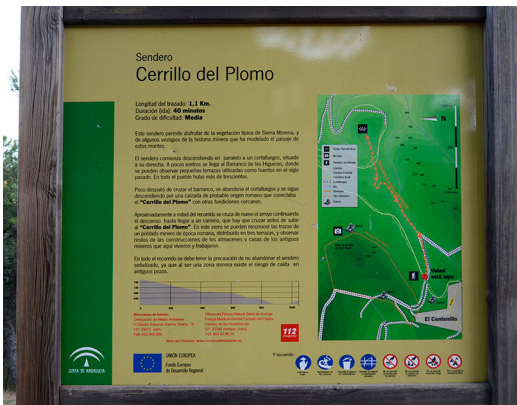 Sendero
Cerrillo del Plomo
Longitud del trazado: 1,1 Km.
Duración (ida): 40 minutos
Grado de dificultad: Media
Este sendero permite disfrutar de la vegetación típica de Sierra Morena, y
de algunos vestigios de la historia minera que ha modelado el paisaje de
estos montes.
El sendero comienza descendiendo en paralelo a un cortafuegos, situado
a su derecha. A pocos metros se llega al Barranco de las Higueras, donde
se pueden observar pequeñas terrazas utilizadas como huertos en el siglo
pasado. En todo el pueblo hubo más de trescientas.
Poco después de cruzar el barranco, se abandona el cortafuegos y se sigue
descendiendo por una calzada de probable origen romano que conectaba
el "Cerrillo del Plomo" con otras fundiciones cercanas.
Aproximadamente a mitad del recorrido se cruza de nuevo el arroyo continuando el
descenso hasta llegar a un camino, que hay que cruzar antes de subir
al "Cerrillo del Plomo". En este cerro se pueden reconocer las trazas de
un poblado minero de época romana, distribuido en tres terrazas, y observar
restos de las construcciones de los almacenes y casas de los antiguos
mineros que aquí vivieron y trabajaron.
En todo el recorrido se debe tener la precaución de no abandonar el sendero
señalizado, ya que al ser una zona minera existe el riesgo de caída en
antiguos pozos.
112
JUNTA DE ANDALUCIA
UNIÓN EUROPEA
Fondo Europeo
de Desarrollo Regional
Y recuerde:
N
Usted
está aquí
El Centenillo